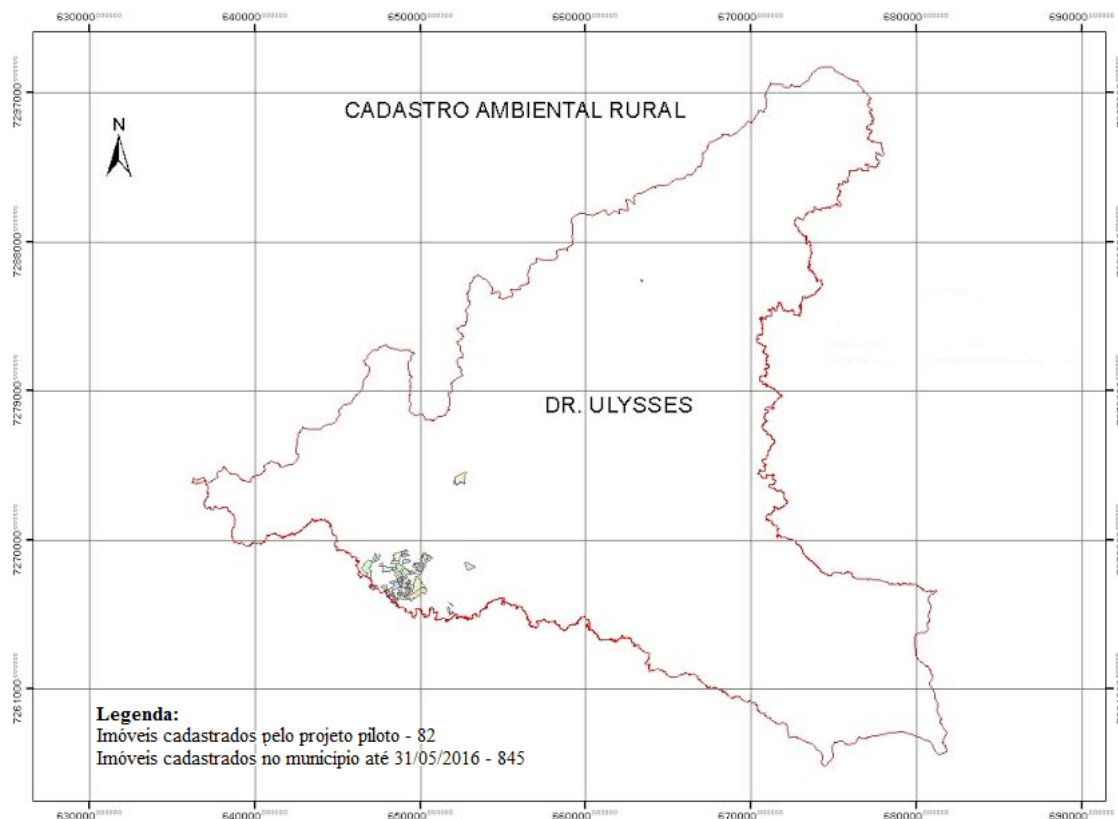 630000 640000 650000 660000 670000 680000 690000
CADASTRO AMBIENTAL RURAL
N
7297000
7288000
7279000
DR. ULYSSES
7270000
7261000
Legenda:
Imóveis cadastrados pelo projeto piloto - 82
Imóveis cadastrados no município até 31/05/2016 - 845
630000 640000 650000 660000 670000 680000 690000